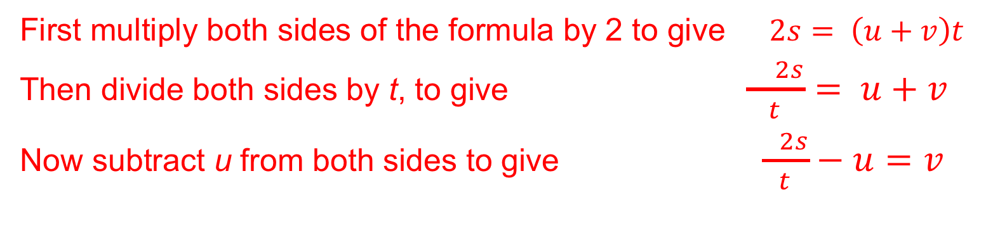 First multiply both sides of the formula by 2 to give 2s = (u + v)t
Then divide both sides by t, to give 2s/t = u + v
Now subtract u from both sides to give 2s/t − u = v